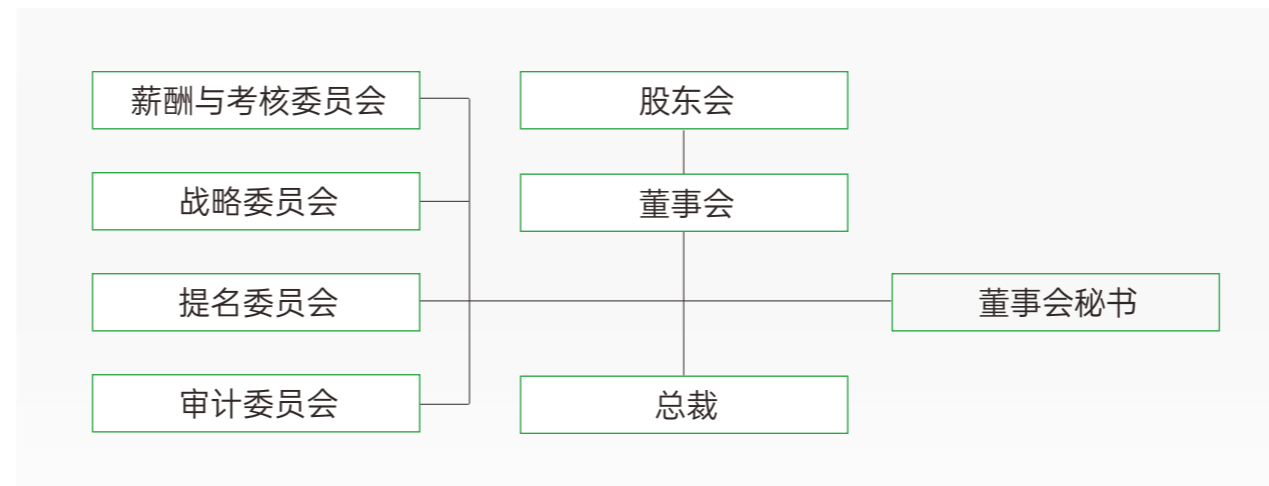 薪酬与考核委员会
股东会
战略委员会
董事会
提名委员会
董事会秘书
审计委员会
总裁